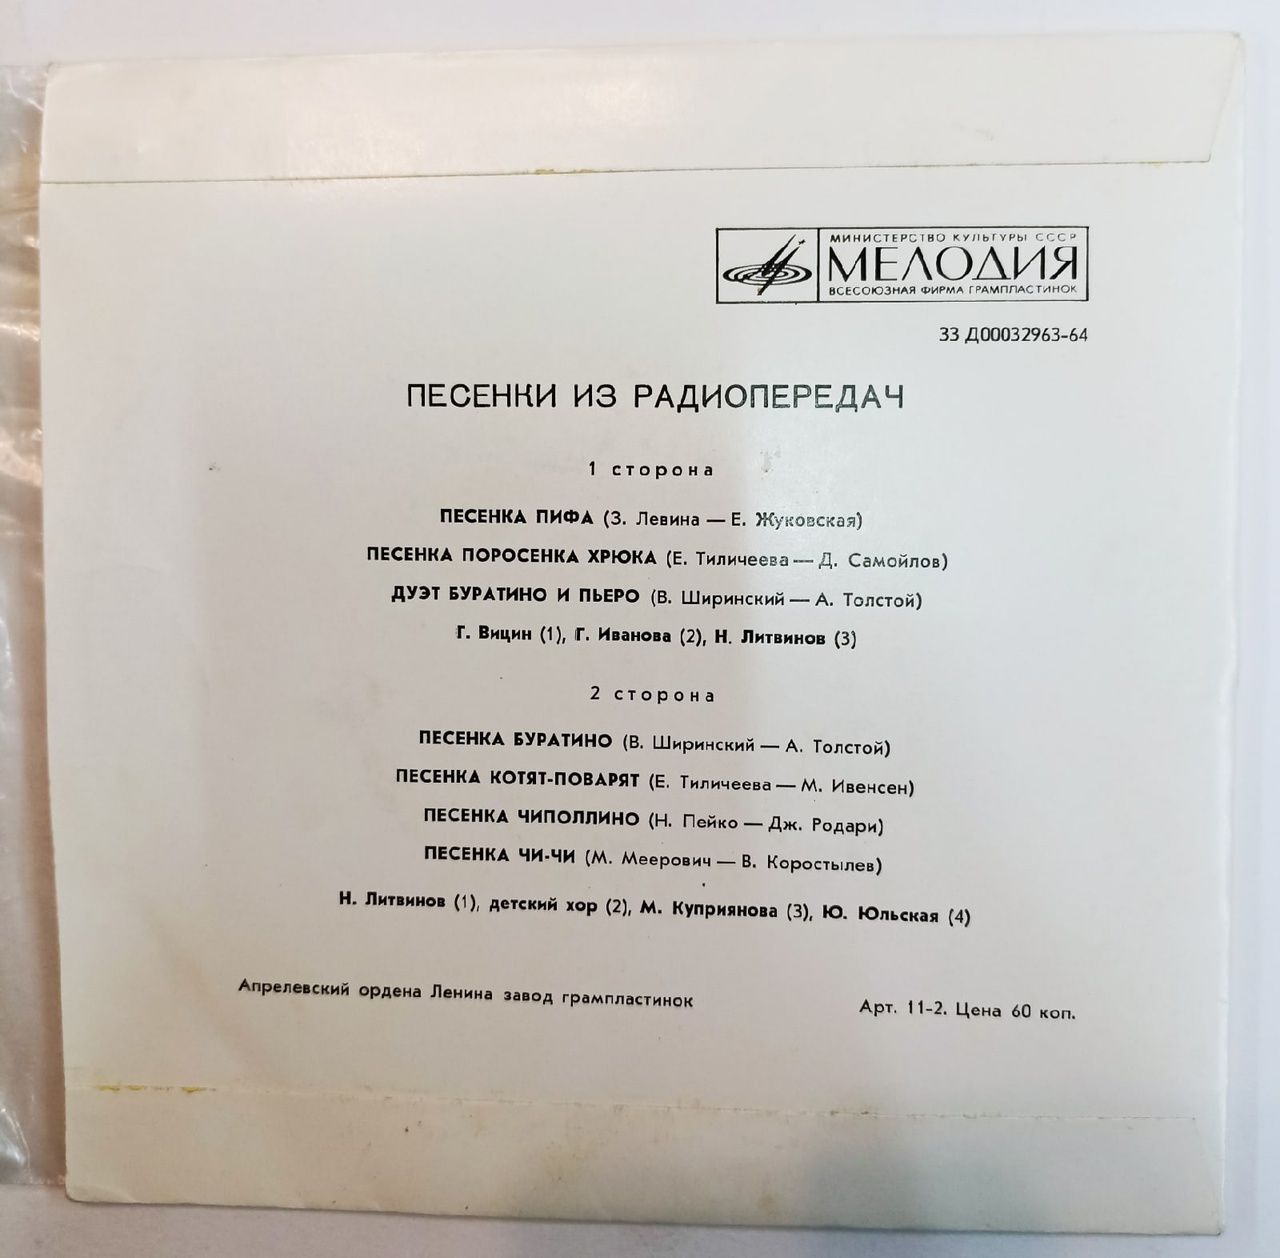 МИНИСТЕРСТВО КУЛЬТУРЫ СССР
МЕЛОДИЯ
ВСЕСОЮЗНАЯ ФИРМА ГРАМПЛАСТИНОК
33 Д00032963-64
ПЕСЕНКИ ИЗ РАДИОПЕРЕДАЧ
1 сторона
ПЕСЕНКА ПИФА (З. Левина — Е. Жуковская)
ПЕСЕНКА ПОРОСЕНКА ХРЮКА (Е. Тиличеева — Д. Самойлов)
ДУЭТ БУРАТИНО И ПЬЕРО (В. Ширинский — А. Толстой)
Г. Вицин (1), Г. Иванова (2), Н. Литвинов (3)
2 сторона
ПЕСЕНКА БУРАТИНО (В. Ширинский — А. Толстой)
ПЕСЕНКА КОТЯТ-ПОВАРЯТ (Е. Тиличеева — М. Ивенсен)
ПЕСЕНКА ЧИПОЛЛИНО (Н. Пейко — Дж. Родари)
ПЕСЕНКА ЧИ-ЧИ (М. Меерович — В. Коростылев)
Н. Литвинов (1), детский хор (2), М. Куприянова (3), Ю. Юльская (4)
Апрелевский ордена Ленина завод грампластинок
Арт. 11-2. Цена 60 коп.